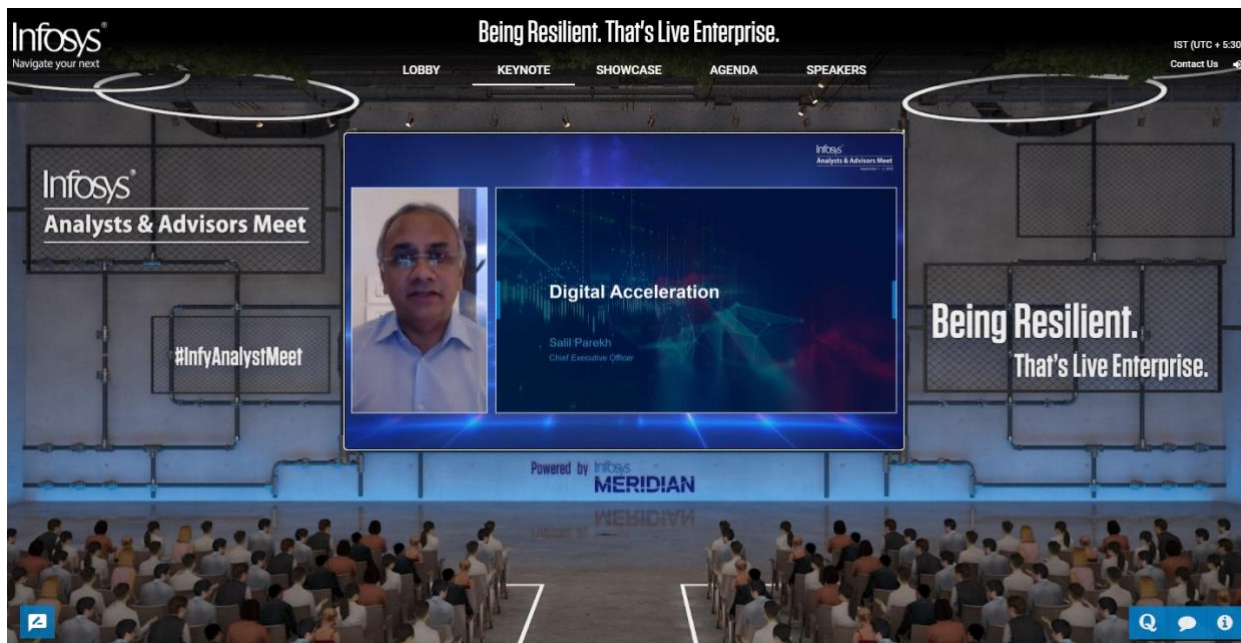 Infosys®
Navigate your next
Being Resilient. That's Live Enterprise.
IST (UTC + 5:30
Contact Us
LOBBY KEYNOTE SHOWCASE AGENDA SPEAKERS
Infosys®
Analysts & Advisors Meet
#InfyAnalystMeet
Infosys
Analysts & Advisors Meet
Digital Acceleration
Salil Parekh
Chief Executive Officer
Being Resilient.
That's Live Enterprise.
Powered by Infosys
MERIDIAN
Q